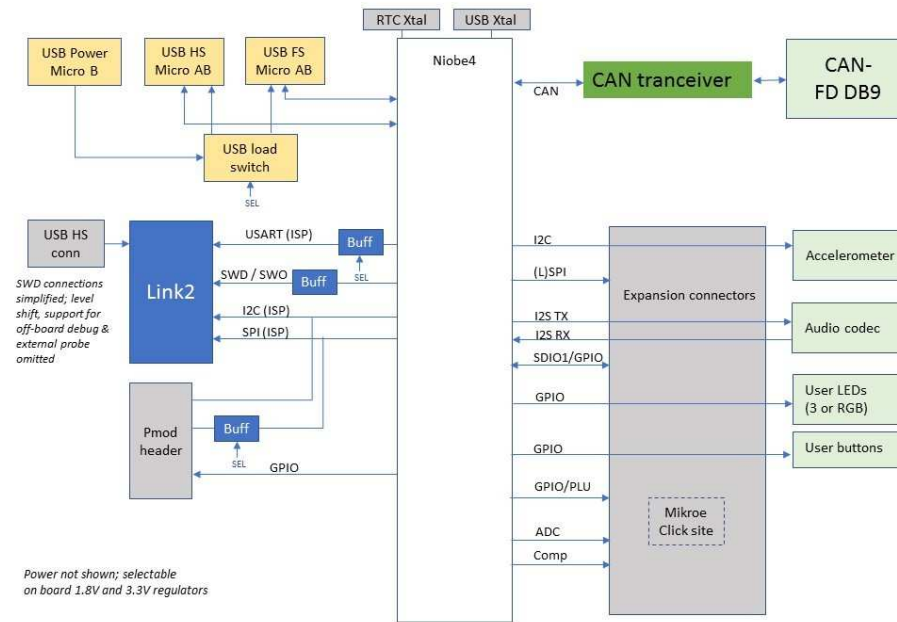 RTC Xtal
USB Xtal
USB Power
Micro B
USB HS
Micro AB
USB FS
Micro AB
Niobe4
CAN
CAN tranceiver
CAN-
FD DB9
USB load
switch
SEL
USB HS
conn
SWD connections
simplified; level
shift, support for
off-board debug &
external probe
omitted
Link2
USART (ISP)
Buff
SEL
SWD / SWO
Buff
I2C (ISP)
SPI (ISP)
Pmod
header
Buff
SEL
GPIO
I2C
(L)SPI
I2S TX
I2S RX
SDIO1/GPIO
GPIO
GPIO
GPIO/PLU
ADC
Comp
Expansion connectors
Mikroe
Click site
Accelerometer
Audio codec
User LEDs
(3 or RGB)
User buttons
Power not shown; selectable
on board 1.8V and 3.3V regulators